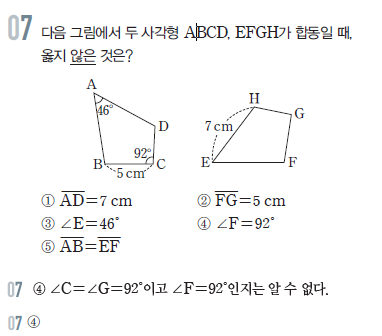 07 다음 그림에서 두 사각형 ABCD, EFGH가 합동일 때,
옳지 않은 것은?
A
46°
H
G
D
7 cm
92°
B
C
E
F
5 cm
① AD=7 cm
② FG=5 cm
③ ∠E=46°
④ ∠F=92°
⑤ AB=EF
07 ④ ∠C=∠G=92°이고 ∠F=92°인지는 알 수 없다.
07 ④